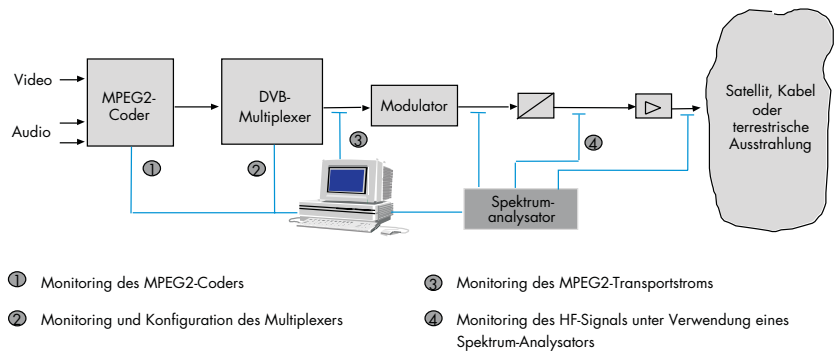 Video
Audio
MPEG2-
Coder
DVB-
Multiplexer
Modulator
Satellit, Kabel
oder
terrestrische
Ausstrahlung
1
2
3
4
Spektrum-
analysator
1 Monitoring des MPEG2-Coders
2 Monitoring und Konfiguration des Multiplexers
3 Monitoring des MPEG2-Transportstroms
4 Monitoring des HF-Signals unter Verwendung eines
Spektrum-Analysators